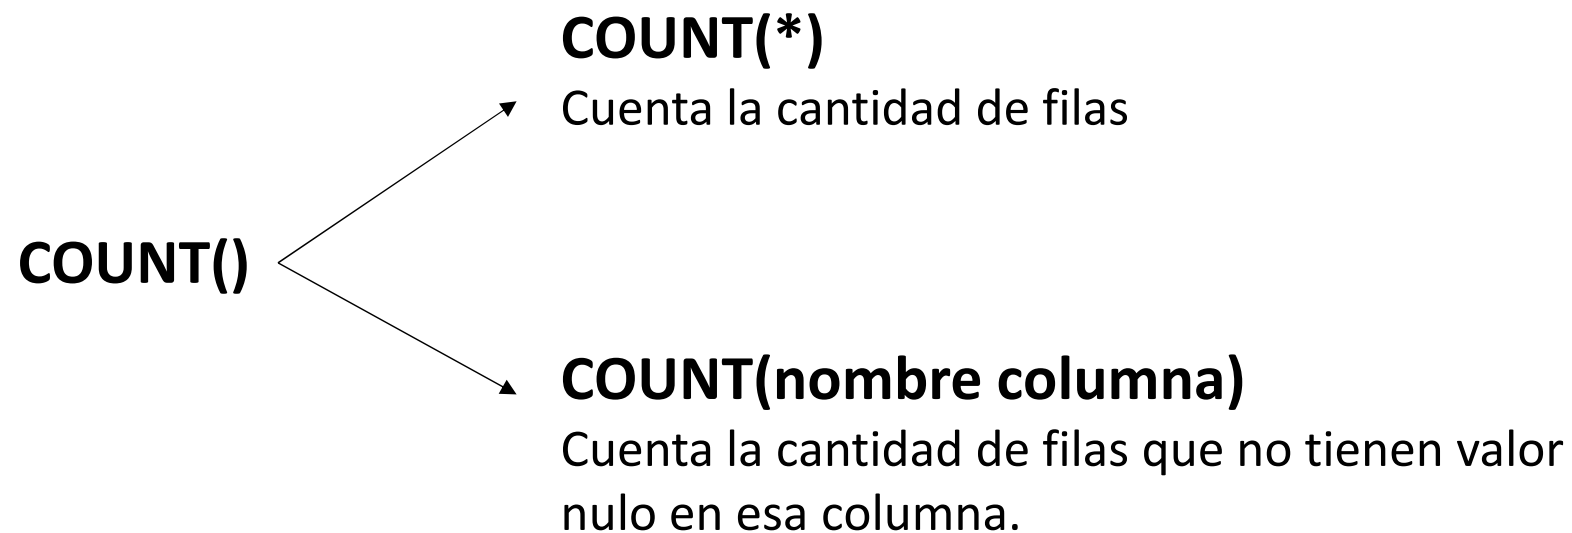 COUNT(*)
Cuenta la cantidad de filas
COUNT()
COUNT(nombre columna)
Cuenta la cantidad de filas que no tienen valor
nulo en esa columna.